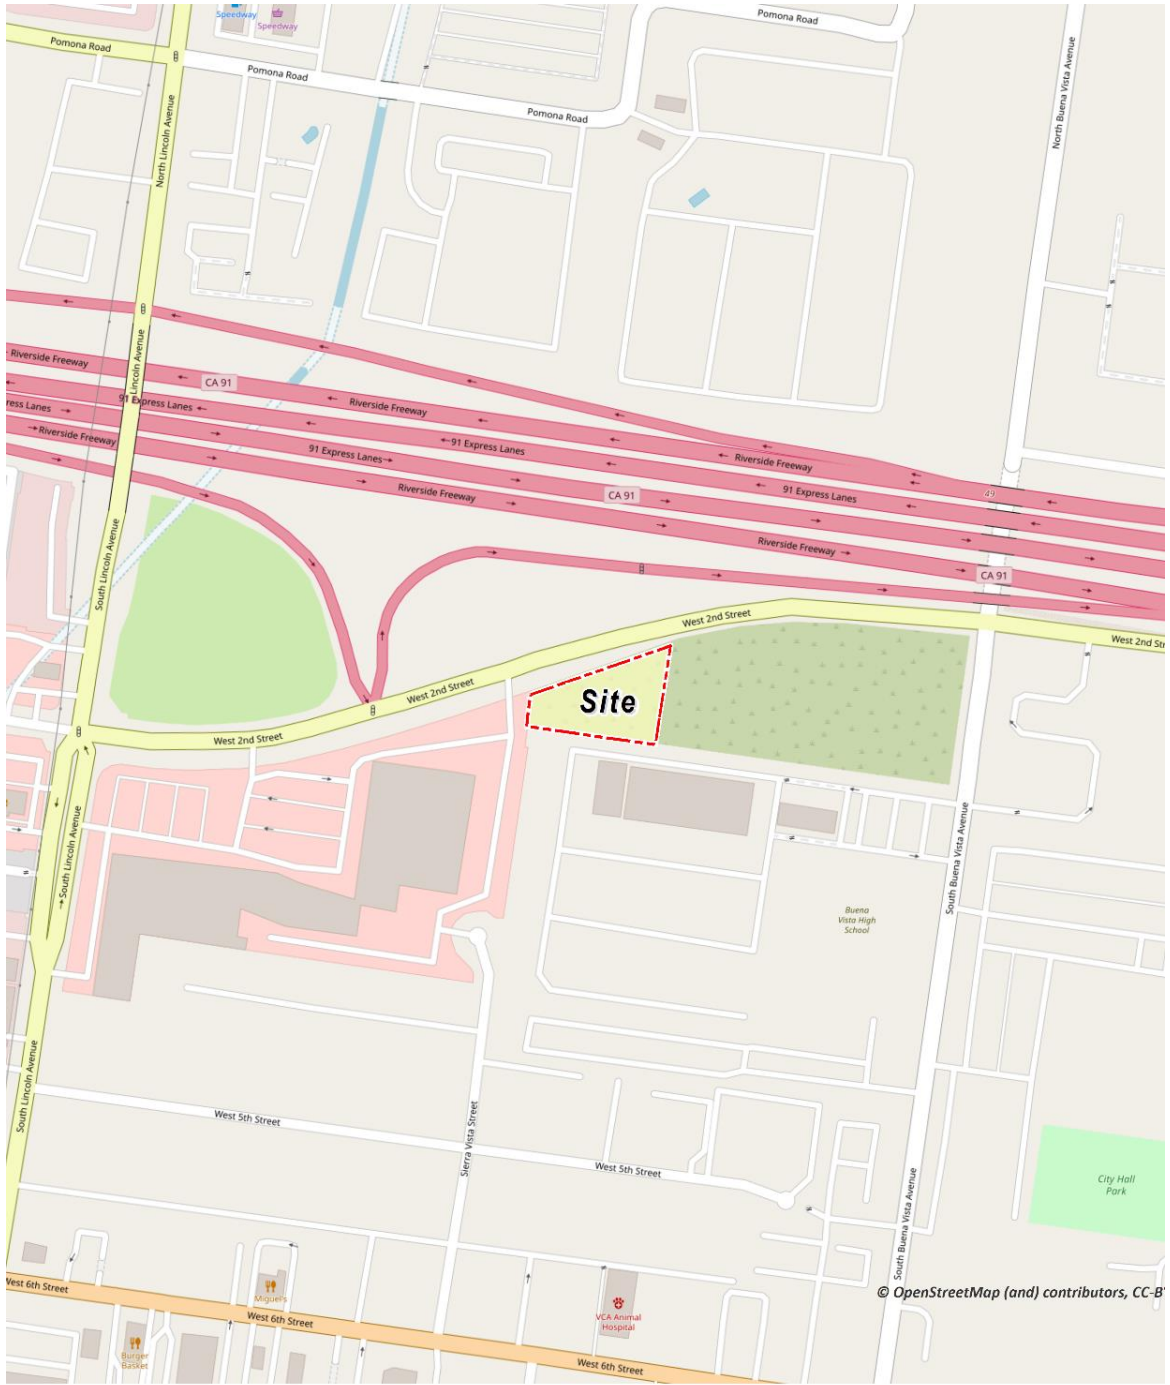 Speedway
Speedway
Pomona Road
Pomona Road
Pomona Road
Pomona Road
North Buena Vista Avenue
North Lincoln Avenue
Riverside Freeway
CA 91
Lincoln Avenue
91 Express Lanes
Riverside Freeway
ress Lanes
Riverside Freeway
91 Express Lanes
91 Express Lanes
Riverside Freeway
Riverside Freeway
CA 91
91 Express Lanes
49
Riverside Freeway
CA 91
South Lincoln Avenue
West 2nd Street
West 2nd Str
West 2nd Street
West 2nd Street
Site
South Lincoln Avenue
South Buena Vista Avenue
Buena
Vista High
School
South Lincoln Avenue
West 5th Street
Sierra Vista Street
West 5th Street
South Buena Vista Avenue
City Hall
Park
© OpenStreetMap (and) contributors, CC-BY
West 6th Street
Miguel's
West 6th Street
VCA Animal
Hospital
Burger
Basket
West 6th Street